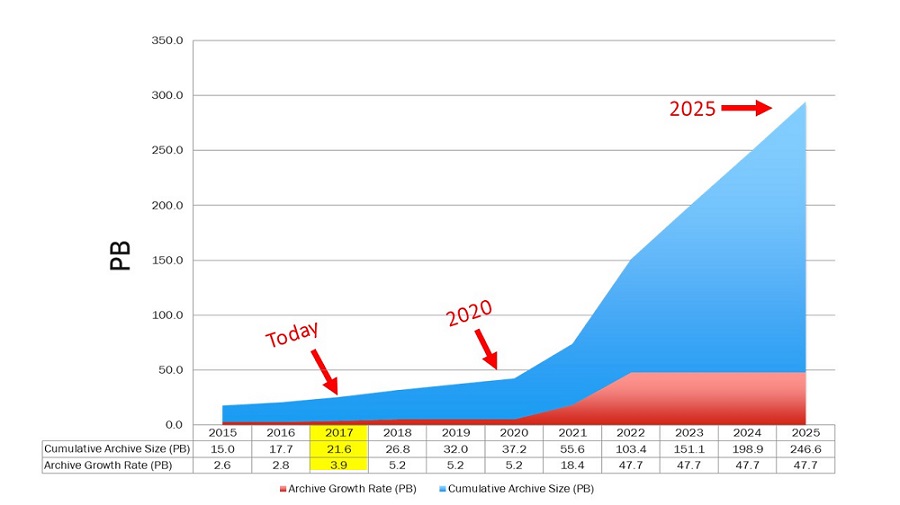 350.0
300.0
250.0
200.0
150.0
100.0
50.0
0.0
PB
Today
2020
2025
2015 2016 2017 2018 2019 2020 2021 2022 2023 2024 2025
Cumulative Archive Size (PB) 15.0 17.7 21.6 26.8 32.0 37.2 55.6 103.4 151.1 198.9 246.6
Archive Growth Rate (PB) 2.6 2.8 3.9 5.2 5.2 5.2 18.4 47.7 47.7 47.7 47.7
Archive Growth Rate (PB) Cumulative Archive Size (PB)